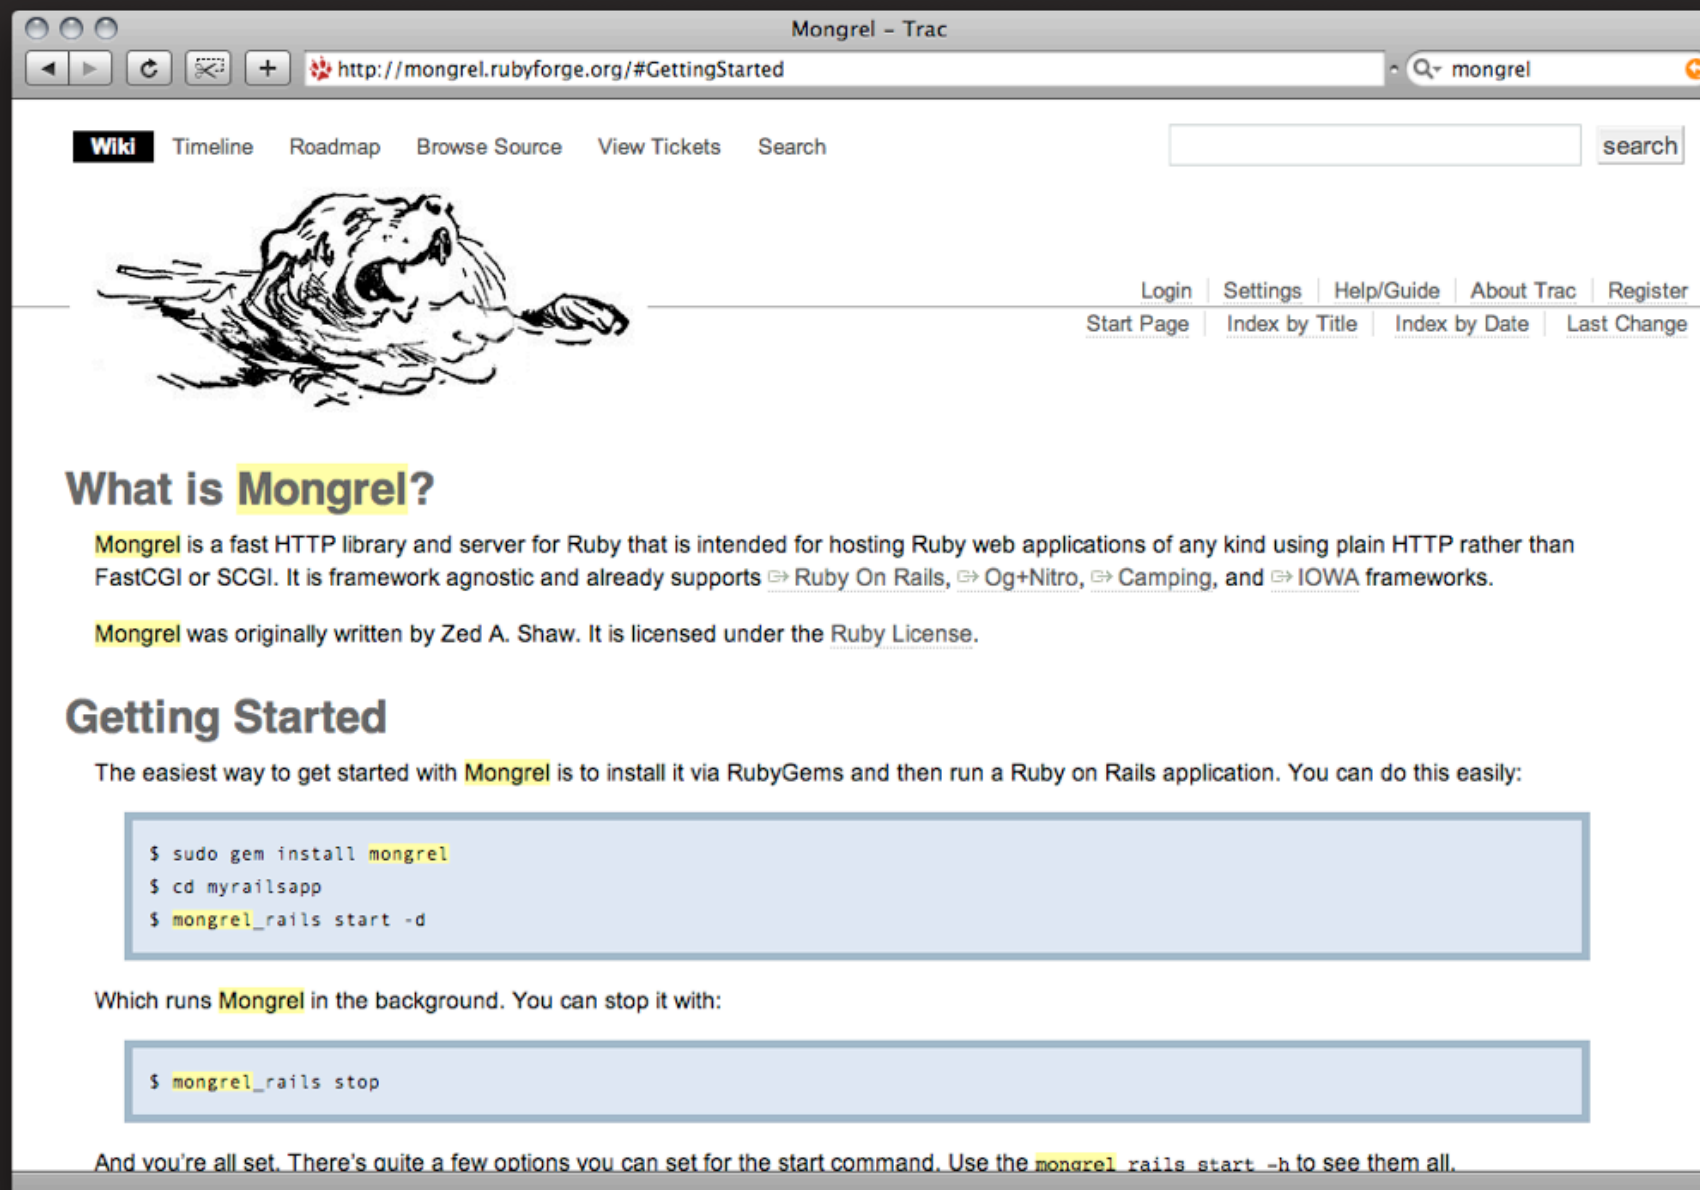 Mongrel – Trac
http://mongrel.rubyforge.org/#GettingStarted
mongrel
Wiki Timeline Roadmap Browse Source View Tickets Search
search
Login Settings Help/Guide About Trac Register
Start Page Index by Title Index by Date Last Change
What is Mongrel?
Mongrel is a fast HTTP library and server for Ruby that is intended for hosting Ruby web applications of any kind using plain HTTP rather than
FastCGI or SCGI. It is framework agnostic and already supports Ruby On Rails, Og+Nitro, Camping, and IOWA frameworks.
Mongrel was originally written by Zed A. Shaw. It is licensed under the Ruby License.
Getting Started
The easiest way to get started with Mongrel is to install it via RubyGems and then run a Ruby on Rails application. You can do this easily:
$ sudo gem install mongrel
$ cd myrailsapp
$ mongrel_rails start -d
Which runs Mongrel in the background. You can stop it with:
$ mongrel_rails stop
And you're all set. There's quite a few options you can set for the start command. Use the mongrel_rails start -h to see them all.